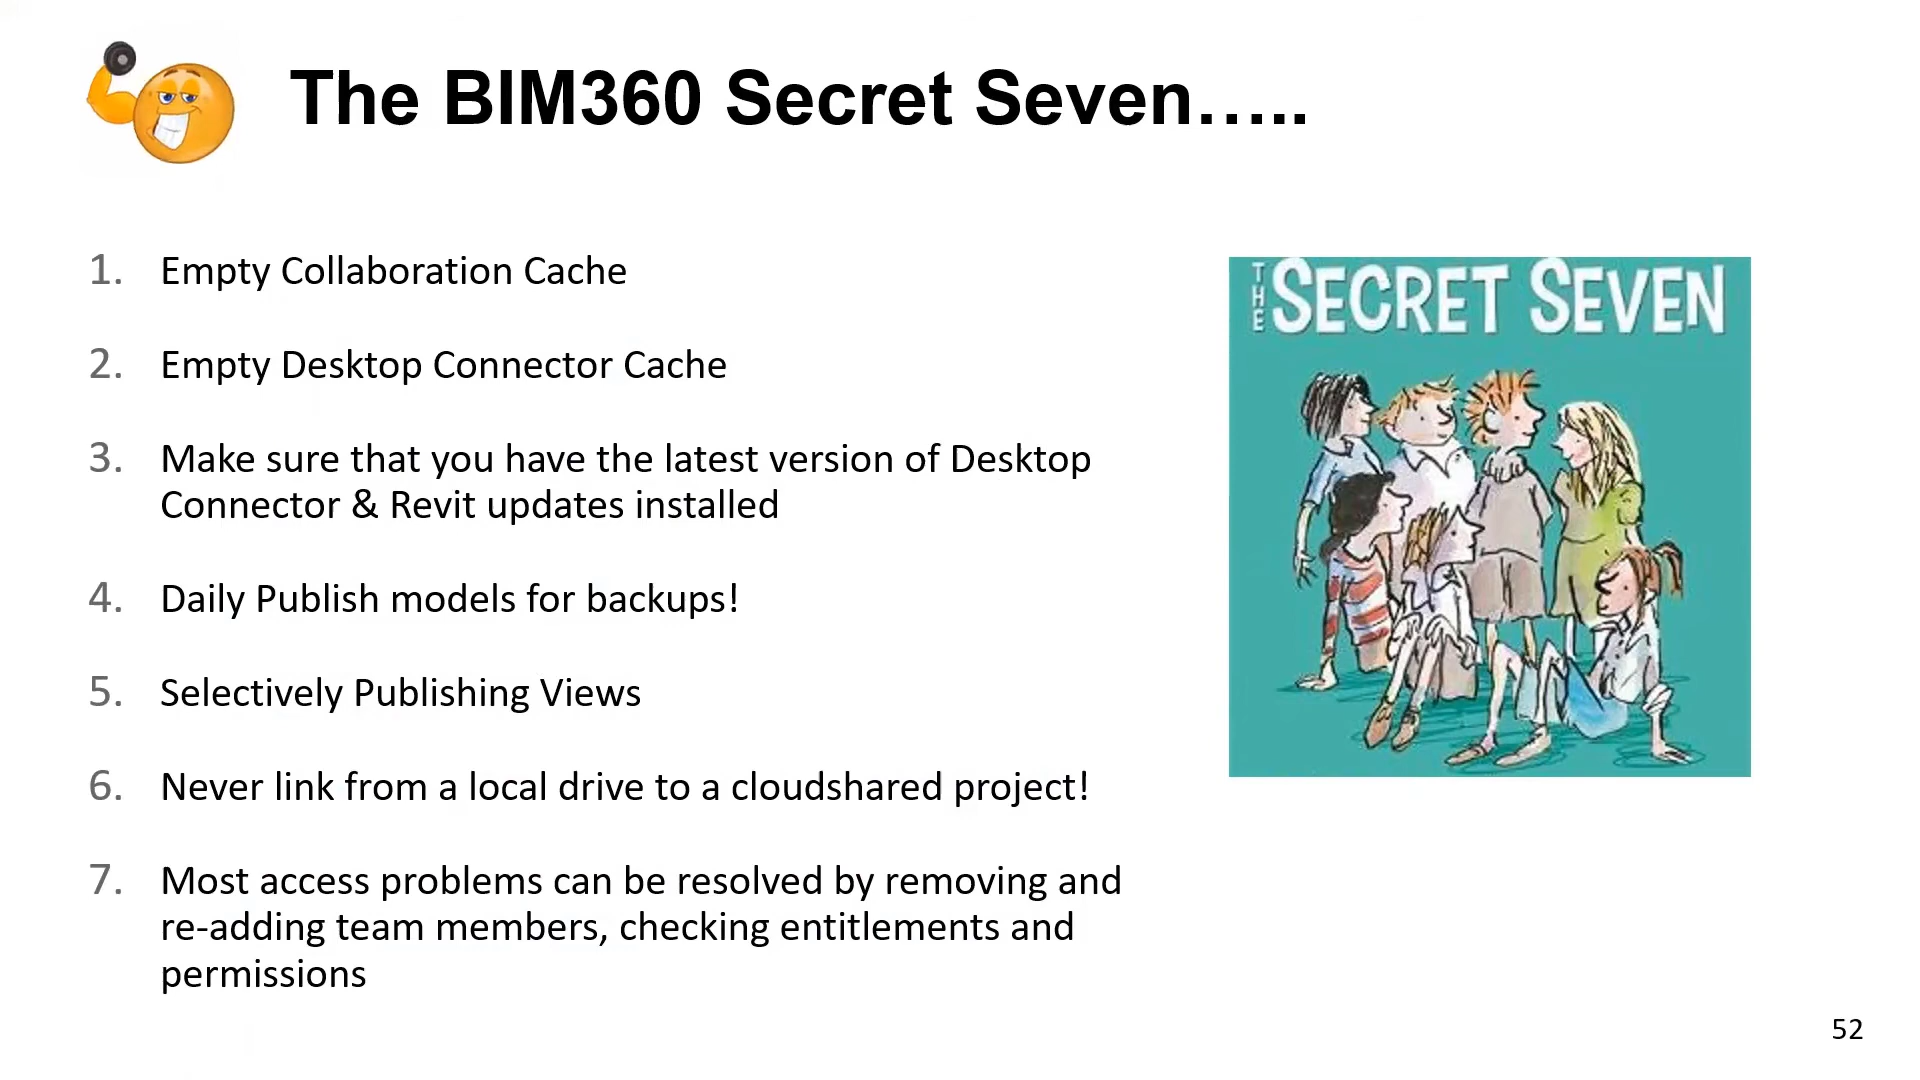 The BIM360 Secret Seven…..
1. Empty Collaboration Cache
2. Empty Desktop Connector Cache
3. Make sure that you have the latest version of Desktop
Connector & Revit updates installed
4. Daily Publish models for backups!
5. Selectively Publishing Views
6. Never link from a local drive to a cloudshared project!
7. Most access problems can be resolved by removing and
re-adding team members, checking entitlements and
permissions
THE SECRET SEVEN
52